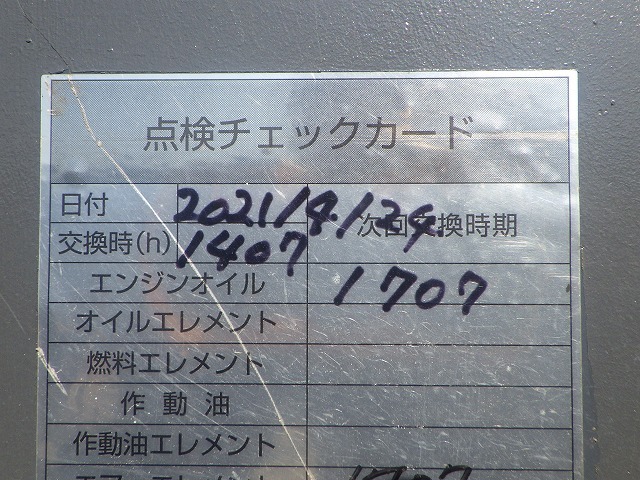 点検チェックカード
日付 2021/4/24.
交換時(h) 1407 次回交換時期
エンジンオイル 1707
オイルエレメント
燃料エレメント
作動油
作動油エレメント